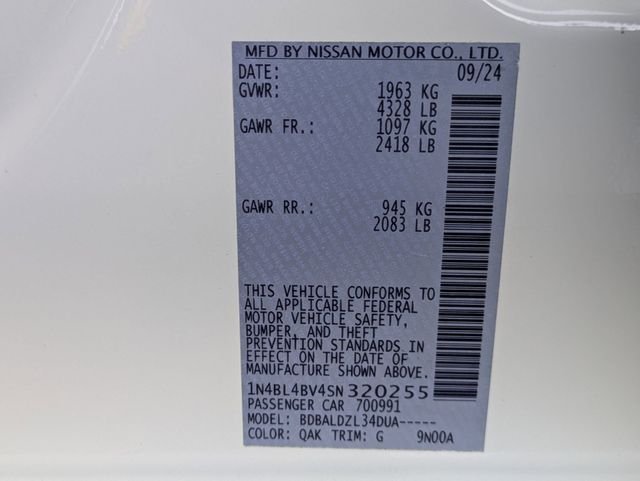 MFD BY NISSAN MOTOR CO., LTD.
DATE: 09/24
GVWR: 1963 KG
4328 LB
GAWR FR.: 1097 KG
2418 LB
GAWR RR.: 945 KG
2083 LB
THIS VEHICLE CONFORMS TO
ALL APPLICABLE FEDERAL
MOTOR VEHICLE SAFETY,
BUMPER, AND THEFT
PREVENTION STANDARDS IN
EFFECT ON THE DATE OF
MANUFACTURE SHOWN ABOVE.
1N4BL4BV4SN320255
PASSENGER CAR 700991
MODEL: BDBALDZL34DUA-----
COLOR: QAK TRIM: G 9N00A